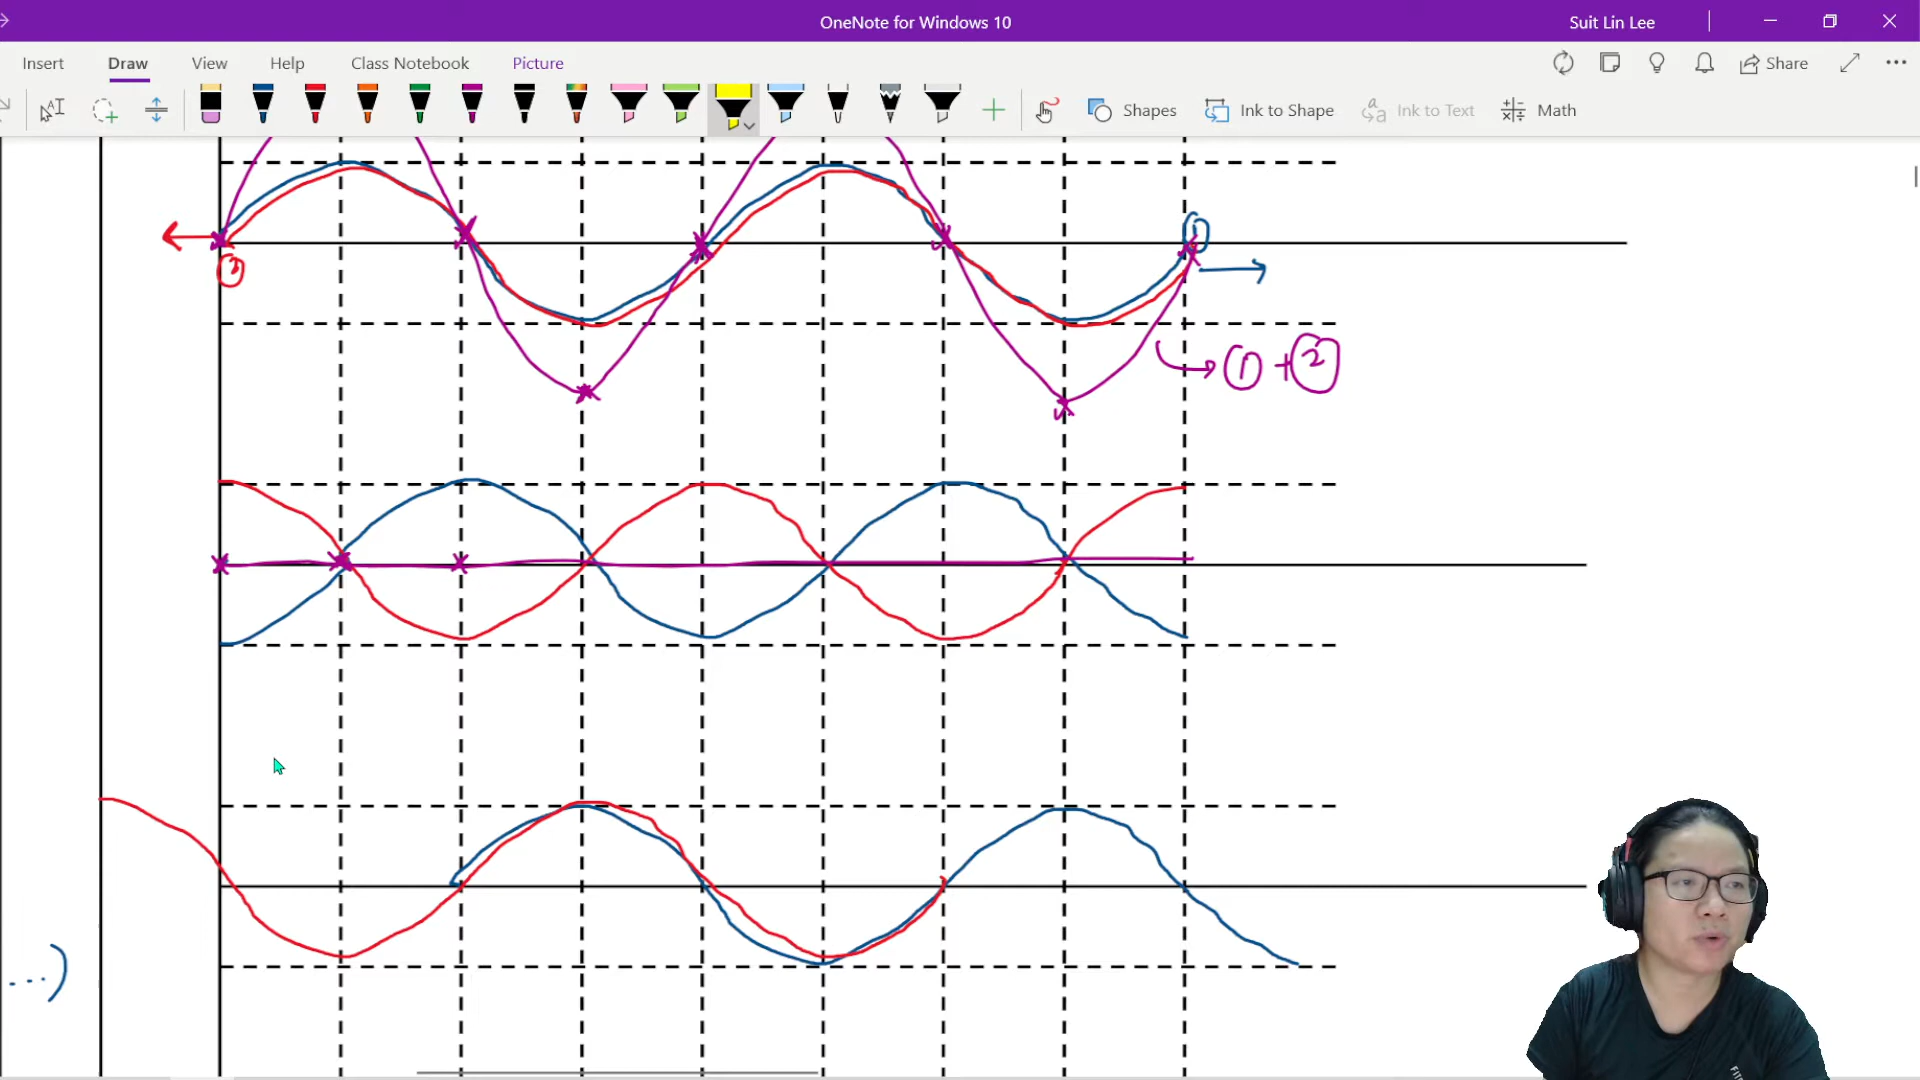 OneNote for Windows 10
Suit Lin Lee
Insert
Draw
View
Help
Class Notebook
Picture
Share
Shapes
Ink to Shape
Ink to Text
Math
①
②
① + ②
...)